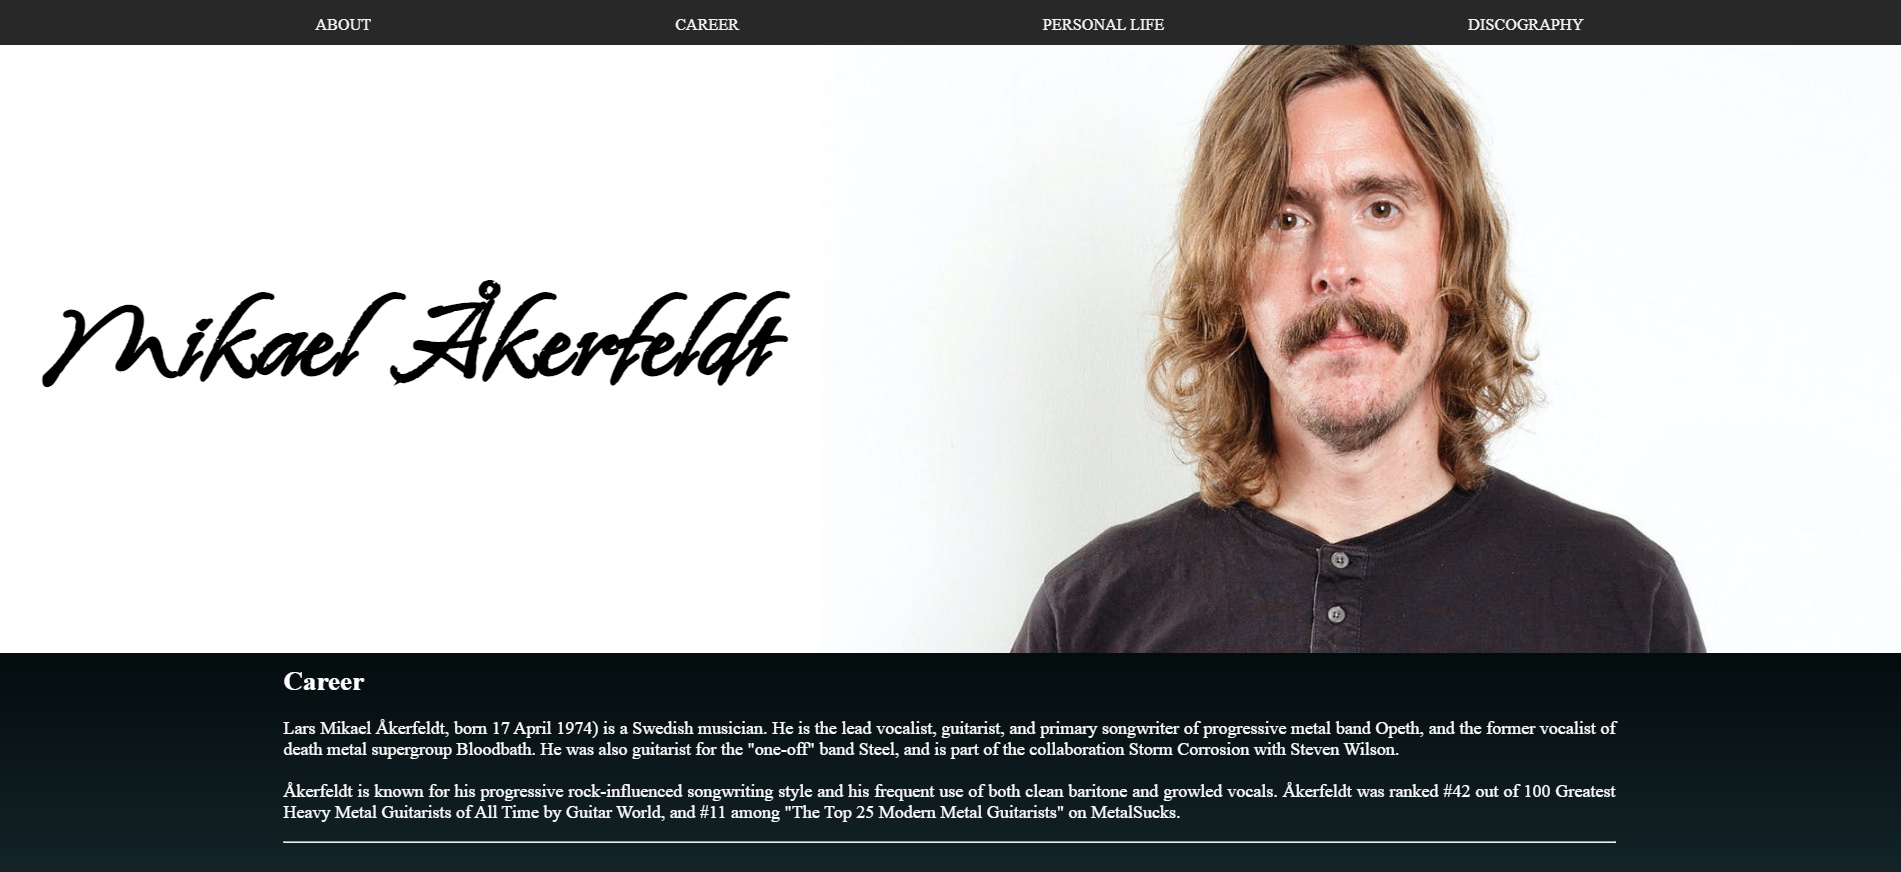 ABOUT CAREER PERSONAL LIFE DISCOGRAPHY
Mikael Åkerfeldt
Career
Lars Mikael Åkerfeldt, born 17 April 1974) is a Swedish musician. He is the lead vocalist, guitarist, and primary songwriter of progressive metal band Opeth, and the former vocalist of
death metal supergroup Bloodbath. He was also guitarist for the "one-off" band Steel, and is part of the collaboration Storm Corrosion with Steven Wilson.
Åkerfeldt is known for his progressive rock-influenced songwriting style and his frequent use of both clean baritone and growled vocals. Åkerfeldt was ranked #42 out of 100 Greatest
Heavy Metal Guitarists of All Time by Guitar World, and #11 among "The Top 25 Modern Metal Guitarists" on MetalSucks.